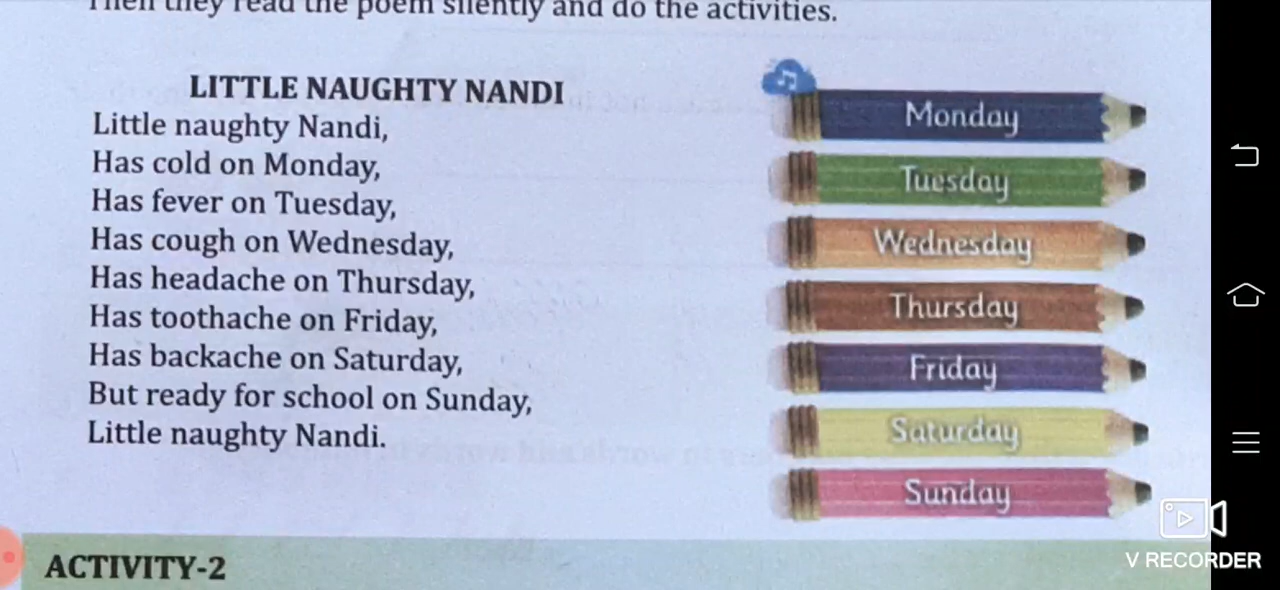 Then they read the poem silently and do the activities.
LITTLE NAUGHTY NANDI
Little naughty Nandi,
Has cold on Monday,
Has fever on Tuesday,
Has cough on Wednesday,
Has headache on Thursday,
Has toothache on Friday,
Has backache on Saturday,
But ready for school on Sunday,
Little naughty Nandi.
Monday
Tuesday
Wednesday
Thursday
Friday
Saturday
Sunday
ACTIVITY-2
V RECORDER